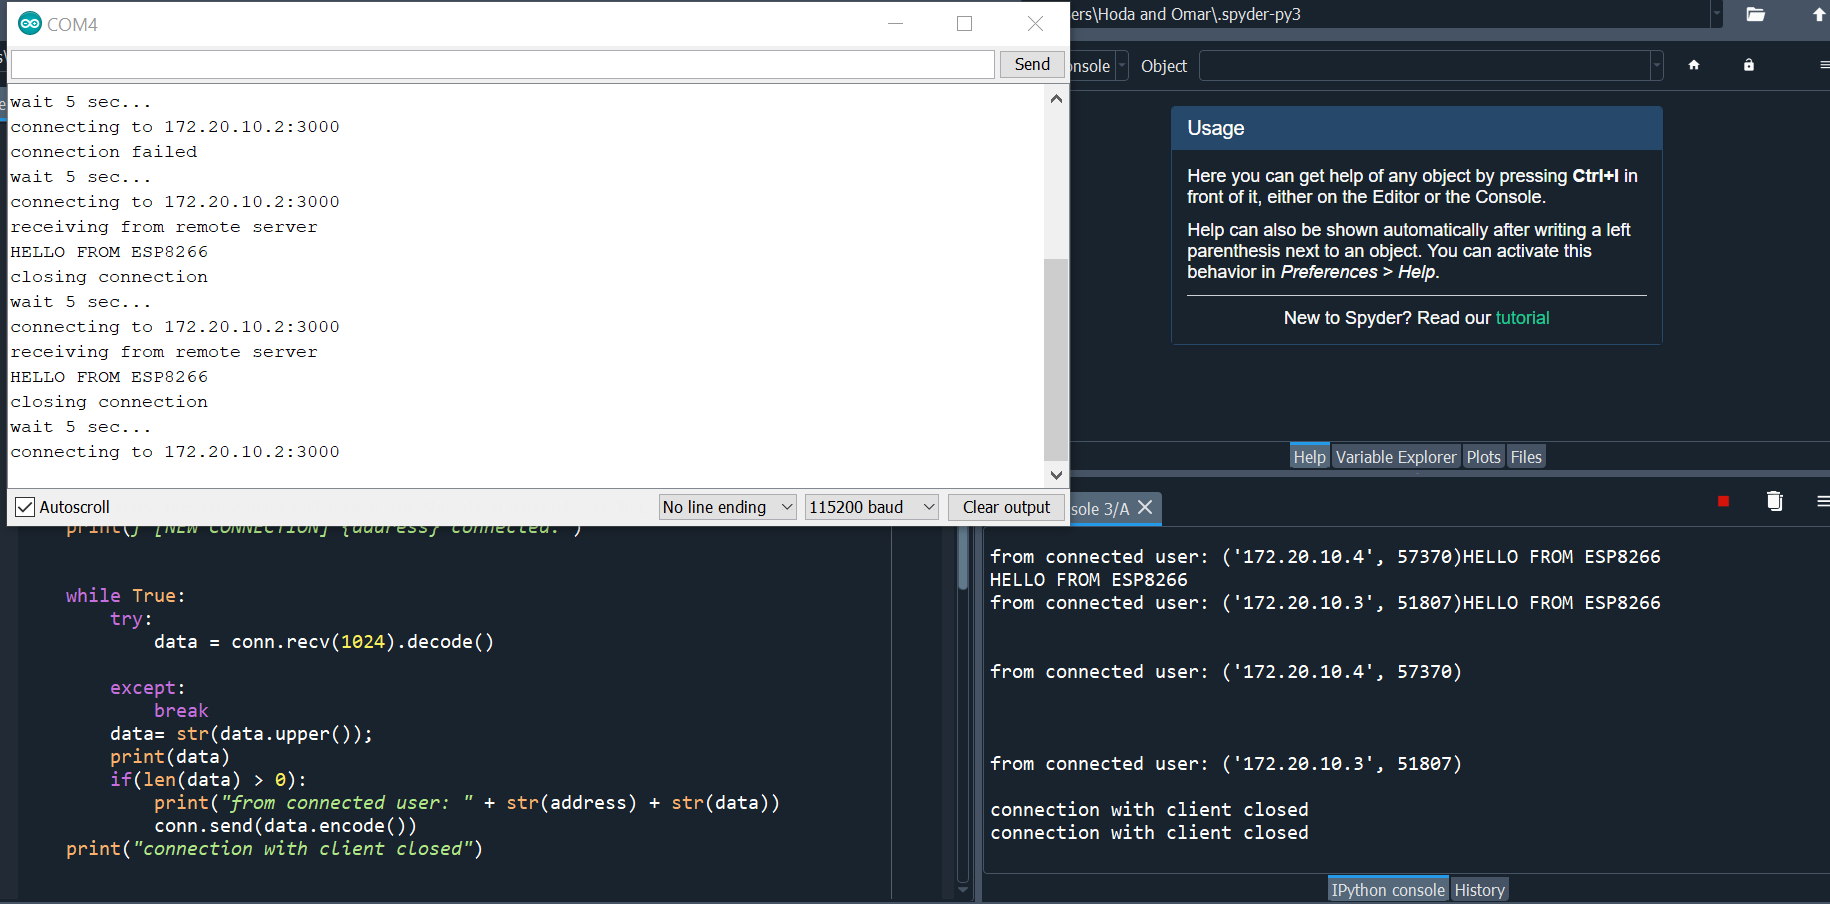 COM4
Send
wait 5 sec...
connecting to 172.20.10.2:3000
connection failed
wait 5 sec...
connecting to 172.20.10.2:3000
receiving from remote server
HELLO FROM ESP8266
closing connection
wait 5 sec...
connecting to 172.20.10.2:3000
receiving from remote server
HELLO FROM ESP8266
closing connection
wait 5 sec...
connecting to 172.20.10.2:3000
Autoscroll
No line ending
115200 baud
Clear output
ers\Hoda and Omar\.spyder-py3
onsole Object
Usage
Here you can get help of any object by pressing Ctrl+I in
front of it, either on the Editor or the Console.
Help can also be shown automatically after writing a left
parenthesis next to an object. You can activate this
behavior in Preferences > Help.
New to Spyder? Read our tutorial
Help Variable Explorer Plots Files
print(f"[NEW CONNECTION] {address} connected.")
while True:
try:
data = conn.recv(1024).decode()
except:
break
data= str(data.upper());
print(data)
if(len(data) > 0):
print("from connected user: " + str(address) + str(data))
conn.send(data.encode())
print("connection with client closed")
sole 3/A
from connected user: ('172.20.10.4', 57370)HELLO FROM ESP8266
HELLO FROM ESP8266
from connected user: ('172.20.10.3', 51807)HELLO FROM ESP8266
from connected user: ('172.20.10.4', 57370)
from connected user: ('172.20.10.3', 51807)
connection with client closed
connection with client closed
IPython console History